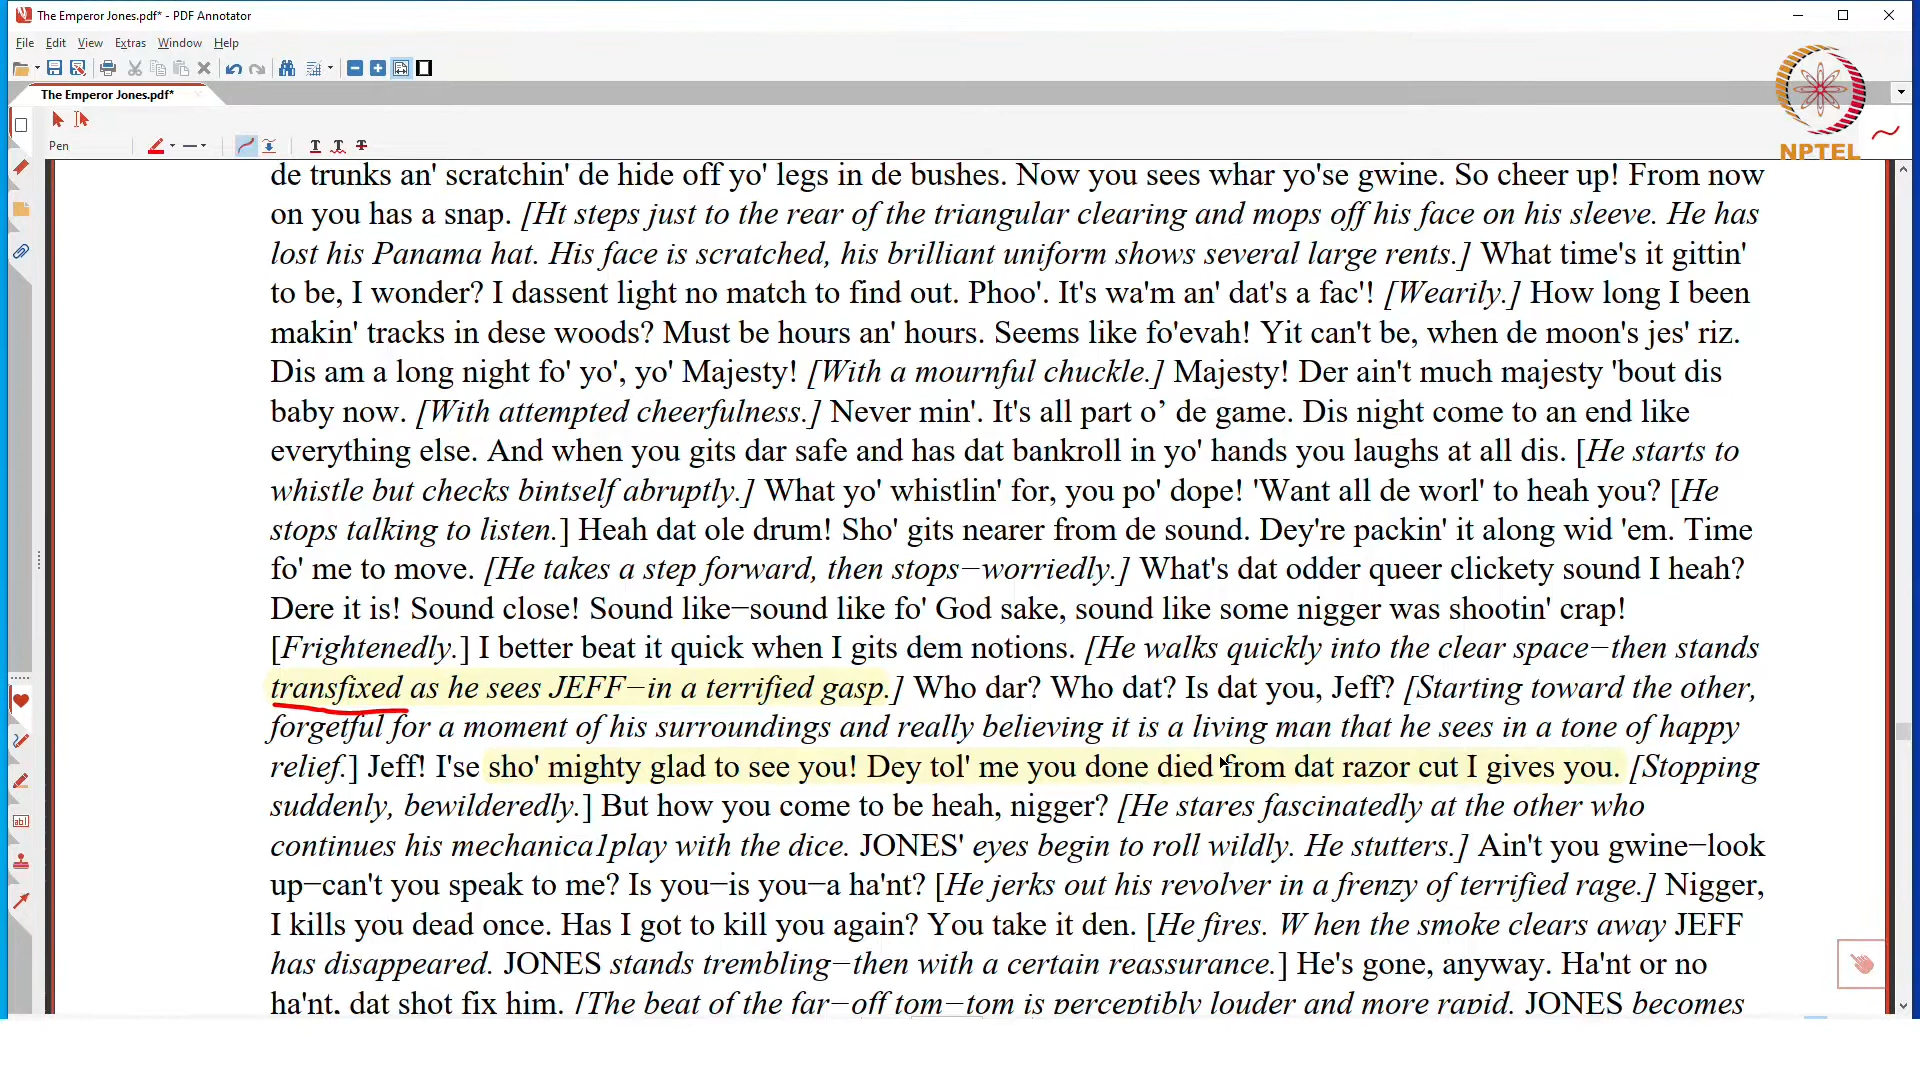 The Emperor Jones.pdf* - PDF Annotator
File Edit View Extras Window Help
The Emperor Jones.pdf*
Pen
NPTEL
de trunks an' scratchin' de hide off yo' legs in de bushes. Now you sees whar yo'se gwine. So cheer up! From now
on you has a snap. [Ht steps just to the rear of the triangular clearing and mops off his face on his sleeve. He has
lost his Panama hat. His face is scratched, his brilliant uniform shows several large rents.] What time's it gittin'
to be, I wonder? I dassent light no match to find out. Phoo'. It's wa'm an' dat's a fac'! [Wearily.] How long I been
makin' tracks in dese woods? Must be hours an' hours. Seems like fo'evah! Yit can't be, when de moon's jes' riz.
Dis am a long night fo' yo', yo' Majesty! [With a mournful chuckle.] Majesty! Der ain't much majesty 'bout dis
baby now. [With attempted cheerfulness.] Never min'. It's all part o’ de game. Dis night come to an end like
everything else. And when you gits dar safe and has dat bankroll in yo' hands you laughs at all dis. [He starts to
whistle but checks bintself abruptly.] What yo' whistlin' for, you po' dope! 'Want all de worl' to heah you? [He
stops talking to listen.] Heah dat ole drum! Sho' gits nearer from de sound. Dey're packin' it along wid 'em. Time
fo' me to move. [He takes a step forward, then stops−worriedly.] What's dat odder queer clickety sound I heah?
Dere it is! Sound close! Sound like−sound like fo' God sake, sound like some nigger was shootin' crap!
[Frightenedly.] I better beat it quick when I gits dem notions. [He walks quickly into the clear space−then stands
transfixed as he sees JEFF−in a terrified gasp.] Who dar? Who dat? Is dat you, Jeff? [Starting toward the other,
forgetful for a moment of his surroundings and really believing it is a living man that he sees in a tone of happy
relief.] Jeff! I'se sho' mighty glad to see you! Dey tol' me you done died from dat razor cut I gives you. [Stopping
suddenly, bewilderedly.] But how you come to be heah, nigger? [He stares fascinatedly at the other who
continues his mechanica1play with the dice. JONES' eyes begin to roll wildly. He stutters.] Ain't you gwine−look
up−can't you speak to me? Is you−is you−a ha'nt? [He jerks out his revolver in a frenzy of terrified rage.] Nigger,
I kills you dead once. Has I got to kill you again? You take it den. [He fires. W hen the smoke clears away JEFF
has disappeared. JONES stands trembling−then with a certain reassurance.] He's gone, anyway. Ha'nt or no
ha'nt, dat shot fix him. [The beat of the far−off tom−tom is perceptibly louder and more rapid. JONES becomes